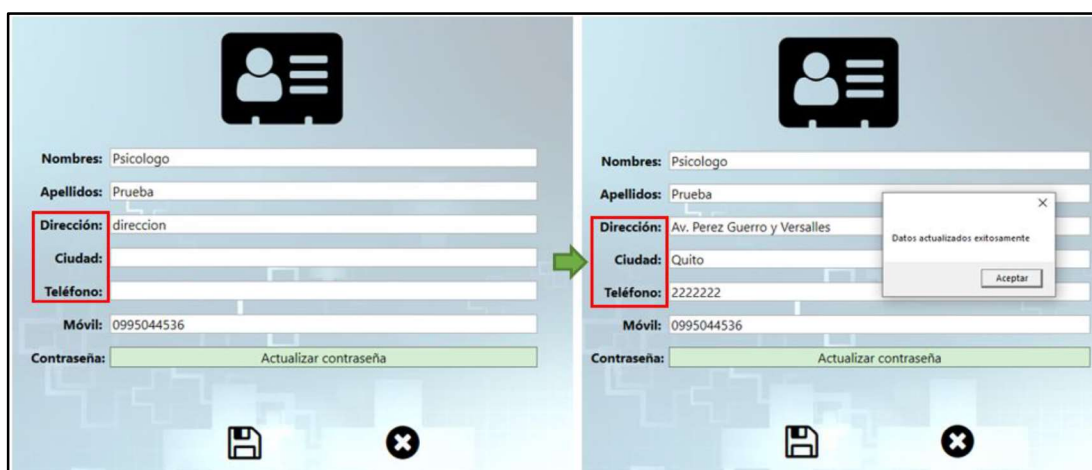 Nombres: Psicologo
Apellidos: Prueba
Dirección: direccion
Ciudad:
Teléfono:
Móvil: 0995044536
Contraseña: Actualizar contraseña
Nombres: Psicologo
Apellidos: Prueba
Dirección: Av. Perez Guerro y Versalles
Ciudad: Quito
Teléfono: 2222222
Móvil: 0995044536
Contraseña: Actualizar contraseña
Datos actualizados exitosamente
Aceptar